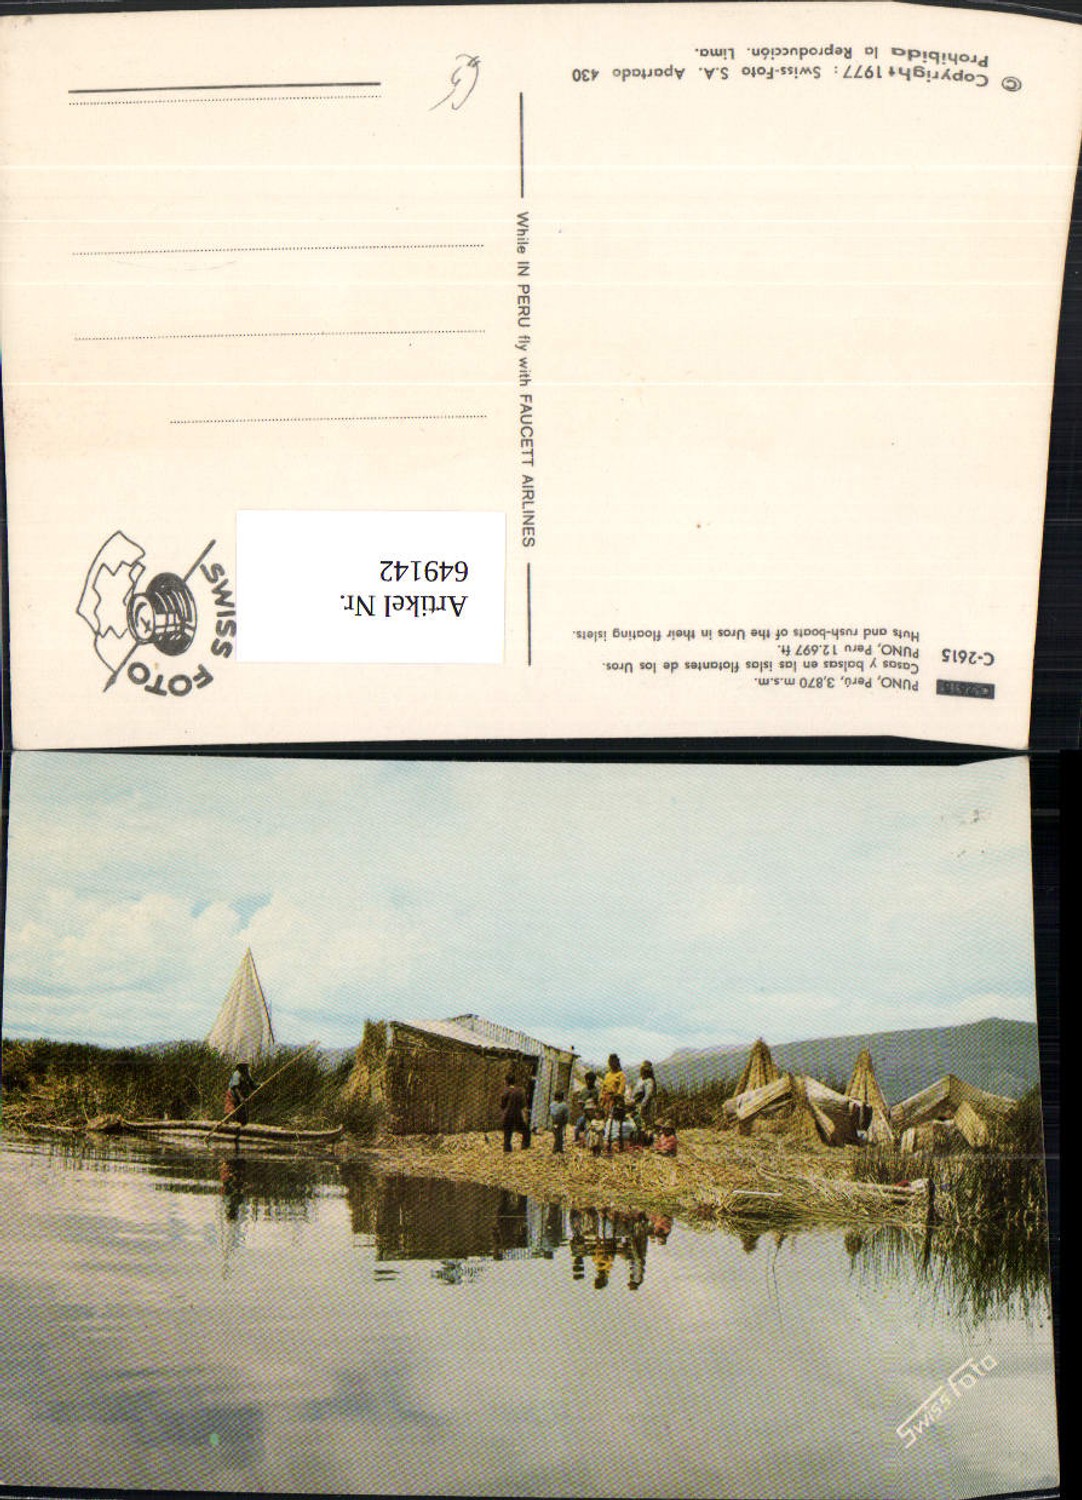 C-2615
PUNO, Perú, 3,870 m.s.m.
Casas y balsas en las islas flotantes de los Uros.
PUNO, Peru 12.697 ft.
Huts and rush-boats of the Uros in their floating islets.
While IN PERU fly with FAUCETT AIRLINES
© Copyright 1977: Swiss-Foto S.A. Apartado 430
Prohibida la Reproducción. Lima.
SWISS FOTO
Artikel Nr.
649142
Swiss Foto